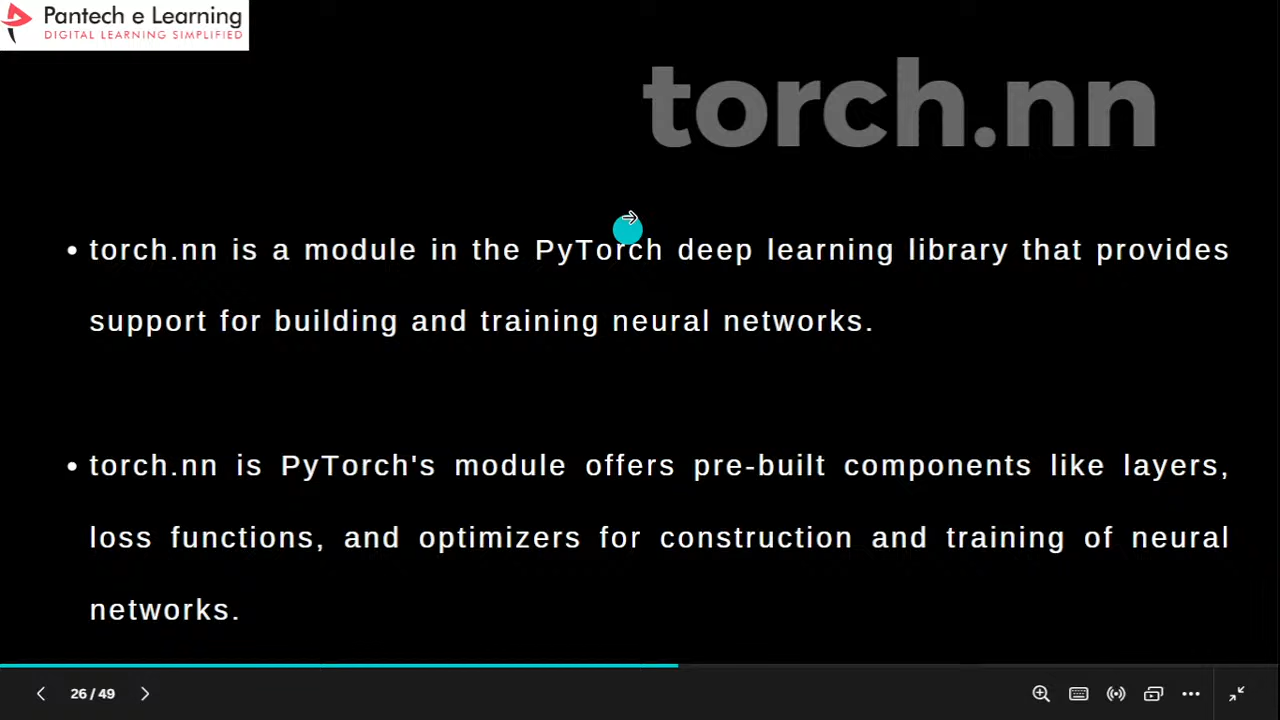 Pantech e Learning
DIGITAL LEARNING SIMPLIFIED
torch.nn
• torch.nn is a module in the PyTorch deep learning library that provides
support for building and training neural networks.
• torch.nn is PyTorch's module offers pre-built components like layers,
loss functions, and optimizers for construction and training of neural
networks.
26 / 49